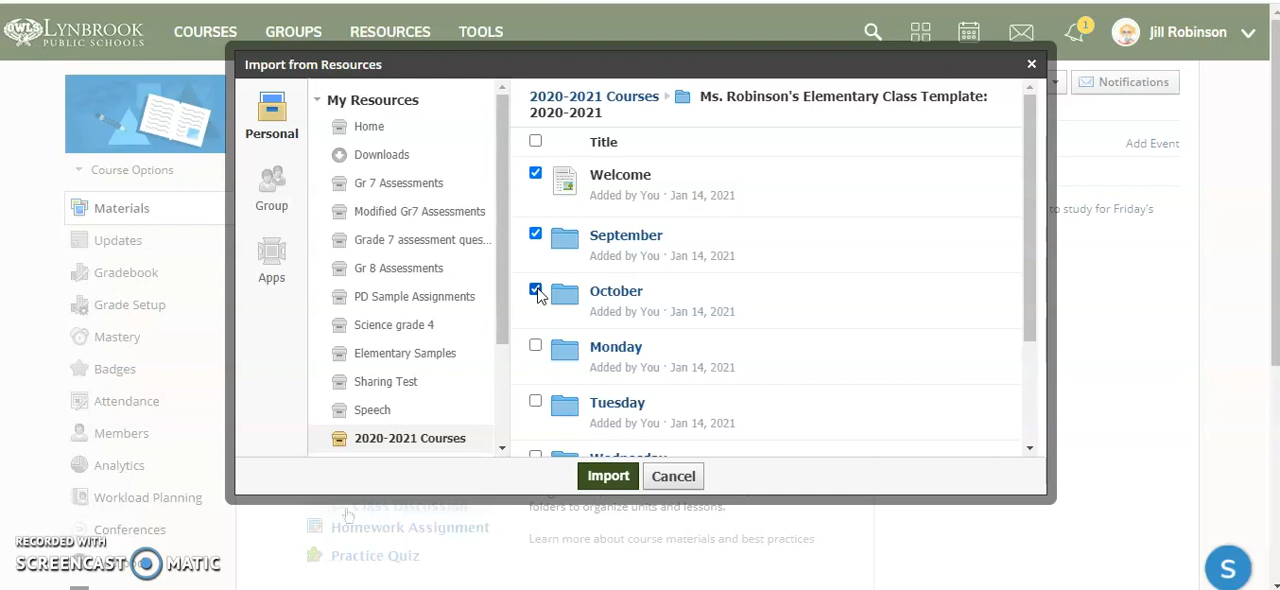 OWLS LYNBROOK
PUBLIC SCHOOLS
COURSES GROUPS RESOURCES TOOLS
1
Jill Robinson
Import from Resources ×
Notifications
Add Event
to study for Friday's
Course Options
Materials
Updates
Gradebook
Grade Setup
Mastery
Badges
Attendance
Members
Analytics
Workload Planning
Conferences
Personal
Group
Apps
My Resources
Home
Downloads
Gr 7 Assessments
Modified Gr7 Assessments
Grade 7 assessment ques...
Gr 8 Assessments
PD Sample Assignments
Science grade 4
Elementary Samples
Sharing Test
Speech
2020-2021 Courses
2020-2021 Courses Ms. Robinson's Elementary Class Template:
2020-2021
Title
Welcome
Added by You · Jan 14, 2021
September
Added by You · Jan 14, 2021
October
Added by You · Jan 14, 2021
Monday
Added by You · Jan 14, 2021
Tuesday
Added by You · Jan 14, 2021
Wednesday
Import Cancel
Class Discussion
Homework Assignment
Practice Quiz
folders to organize units and lessons.
Learn more about course materials and best practices
RECORDED WITH
SCREENCAST MATIC
S